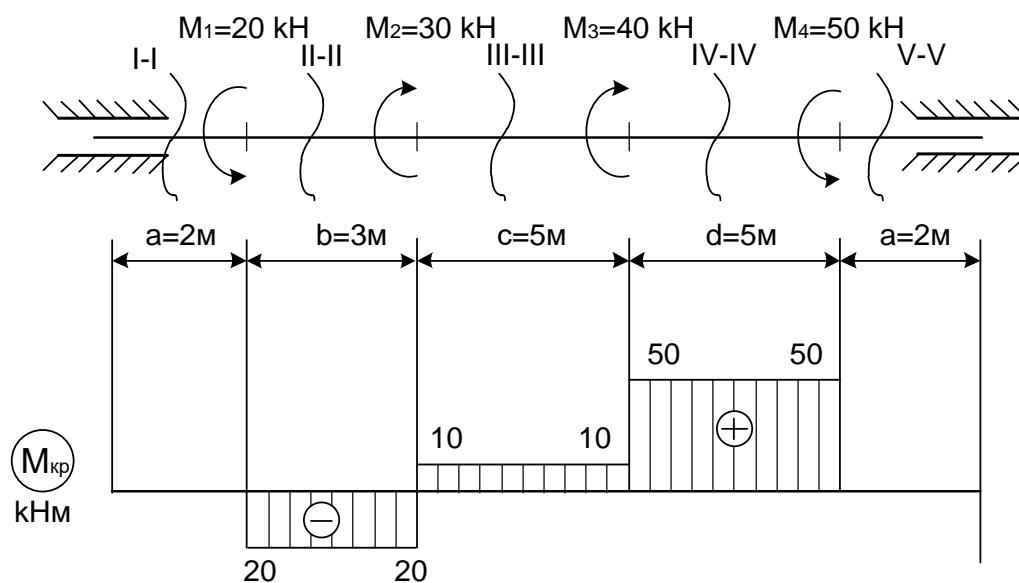 M₁=20 kH M₂=30 kH M₃=40 kH M₄=50 kH
I-I II-II III-III IV-IV V-V
a=2м b=3м c=5м d=5м a=2м
50 50
10 10
Mкр
kHм
20 20